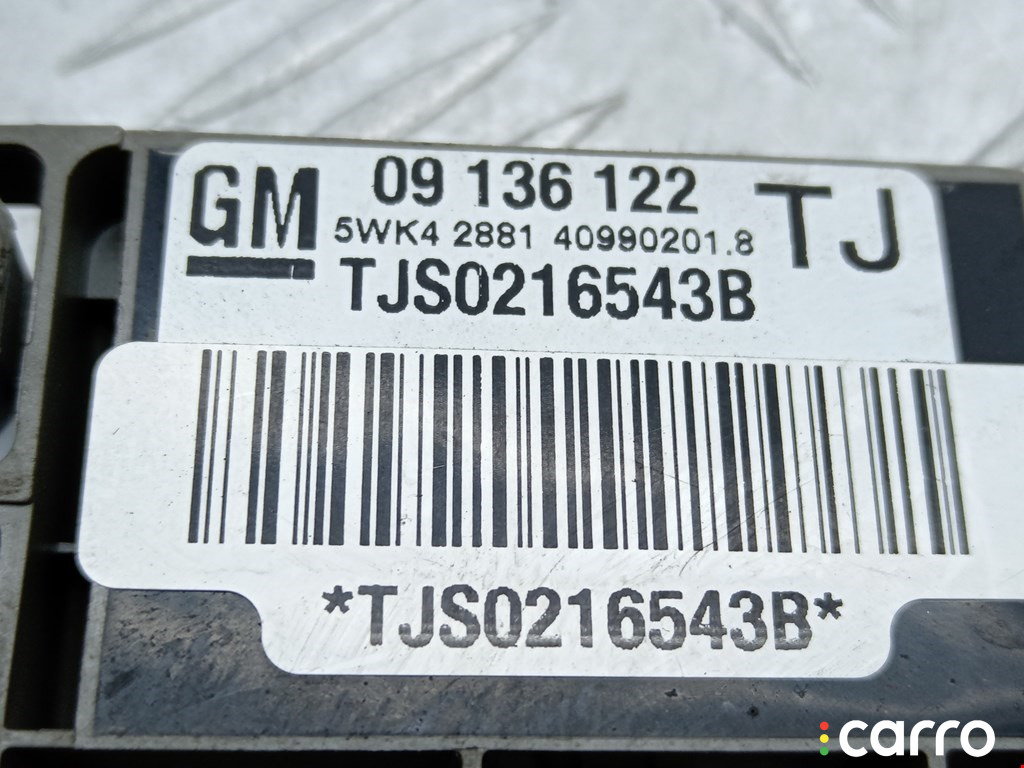 GM 09 136 122 TJ
5WK4 2881 40990201.8
TJS0216543B
*TJS0216543B*
carro